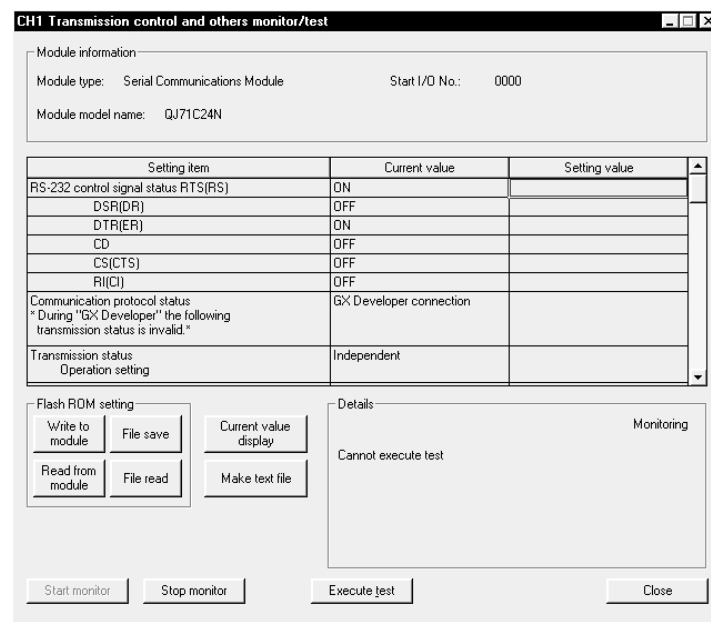 CH1 Transmission control and others monitor/test
Module information
Module type: Serial Communications Module Start I/O No.: 0000
Module model name: QJ71C24N
Setting item Current value Setting value
RS-232 control signal status RTS(RS) ON
DSR(DR) OFF
DTR(ER) ON
CD OFF
CS(CTS) OFF
RI(CI) OFF
Communication protocol status GX Developer connection
* During "GX Developer" the following
transmission status is invalid.*
Transmission status Independent
Operation setting
Flash ROM setting
Write to module
File save
Current value display
Read from module
File read
Make text file
Details
Monitoring
Cannot execute test
Start monitor Stop monitor Execute test Close